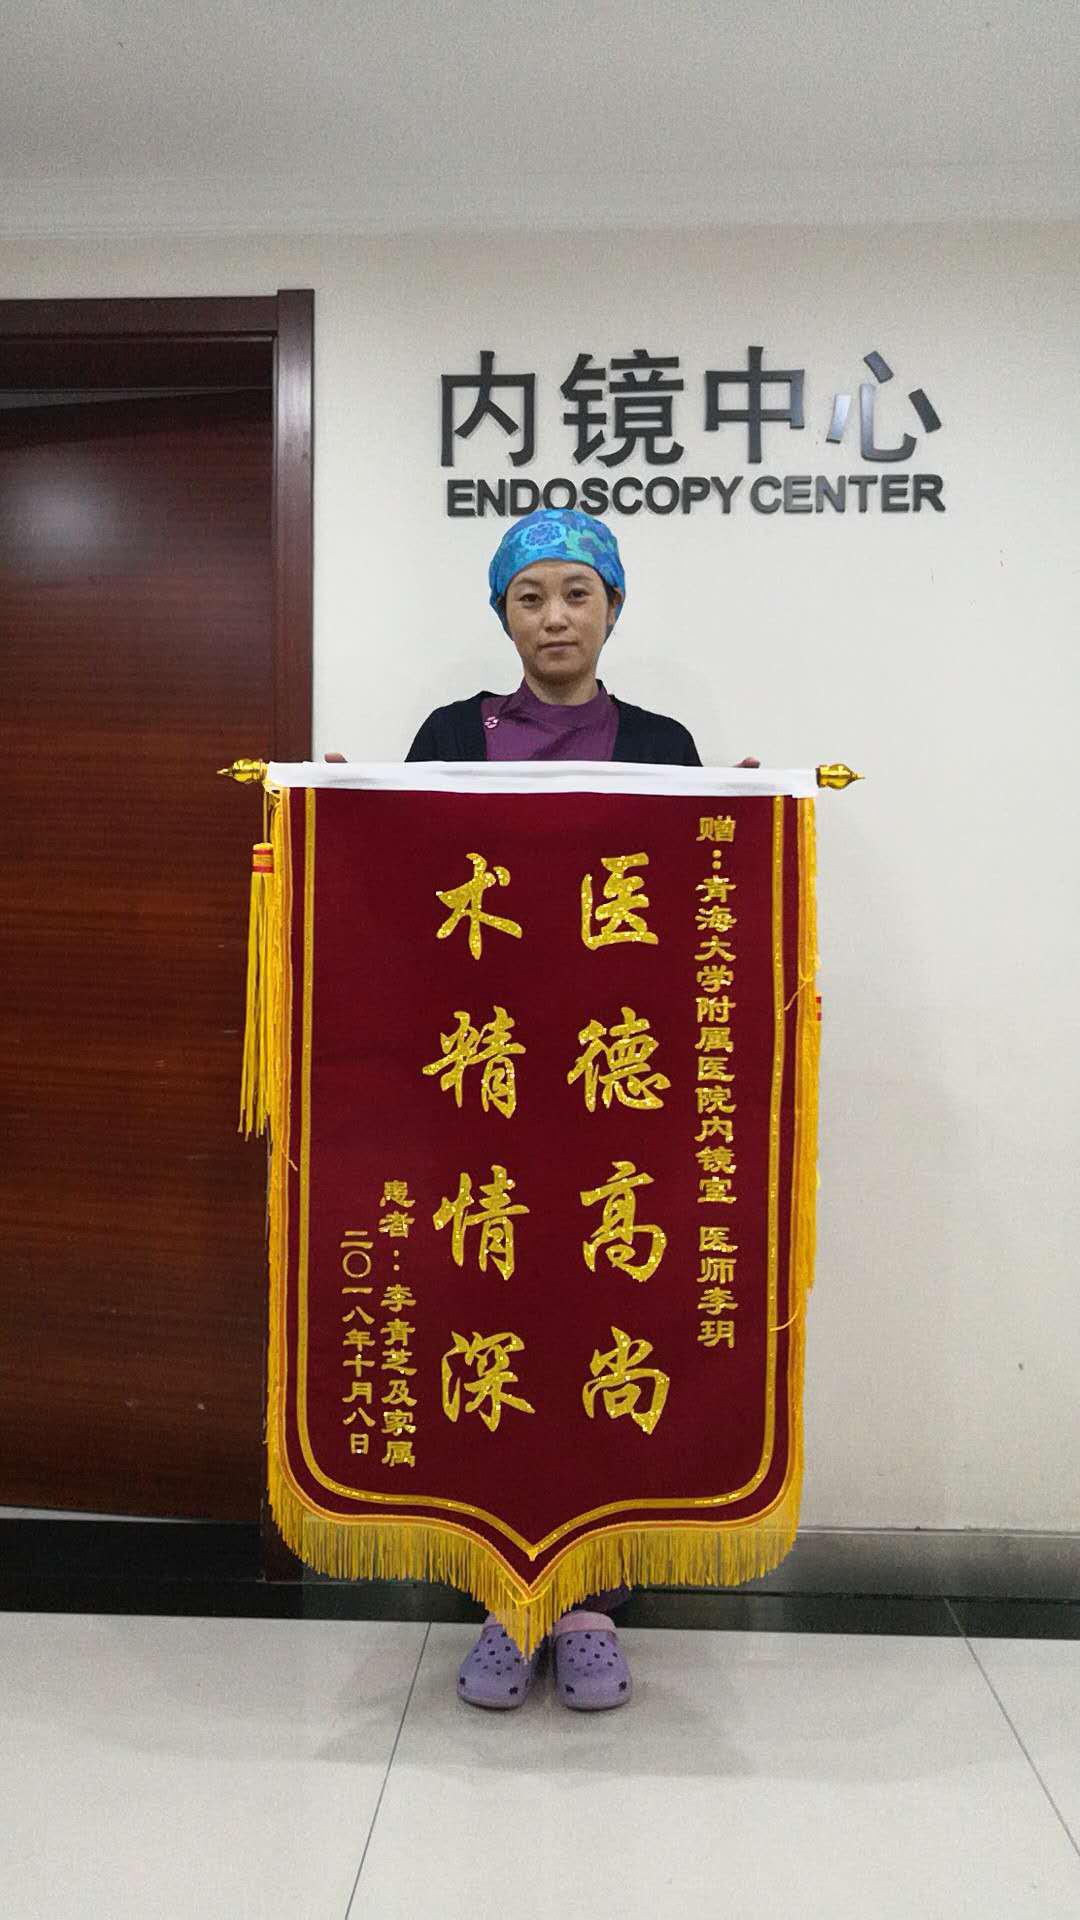 内镜中心
ENDOSCOPY CENTER
赠：青海大学附属医院内镜室 医师李玥
医德高尚
术精情深
患者：李青芝及家属
二〇一八年十月八日